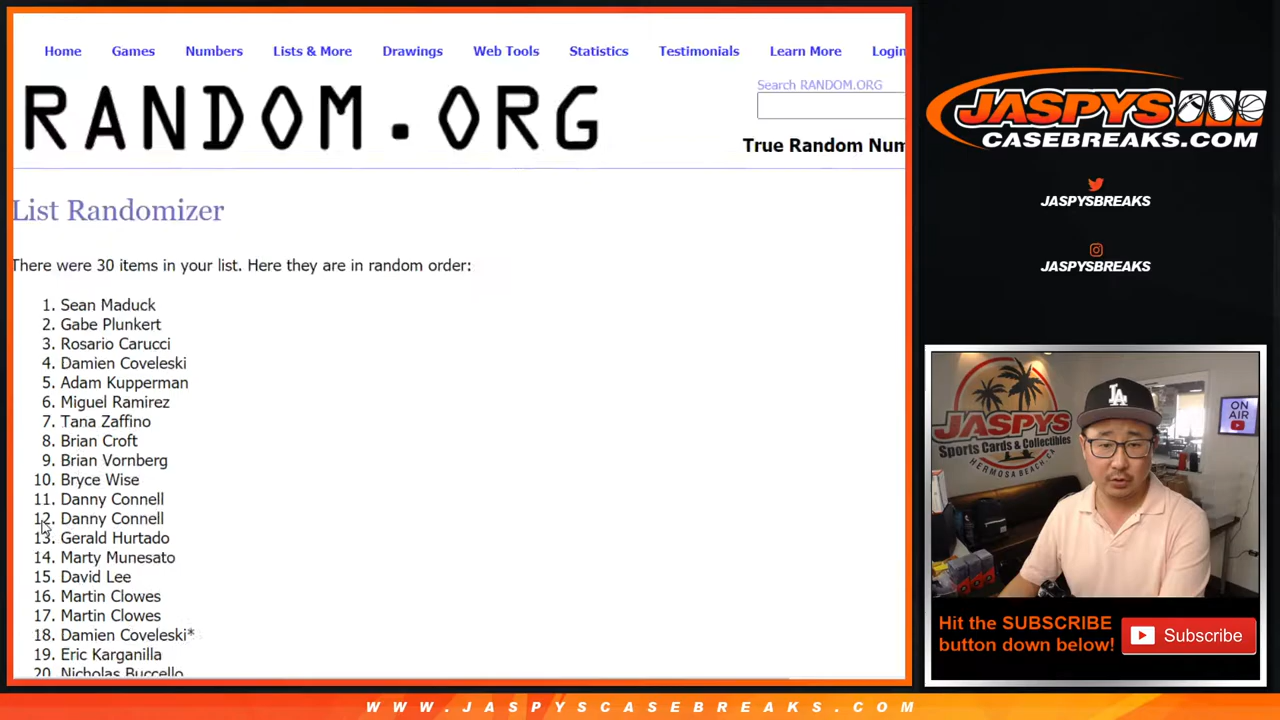 Home Games Numbers Lists & More Drawings Web Tools Statistics Testimonials Learn More Login
RANDOM.ORG
Search RANDOM.ORG
True Random Num
List Randomizer
There were 30 items in your list. Here they are in random order:
1. Sean Maduck
2. Gabe Plunkert
3. Rosario Carucci
4. Damien Coveleski
5. Adam Kupperman
6. Miguel Ramirez
7. Tana Zaffino
8. Brian Croft
9. Brian Vornberg
10. Bryce Wise
11. Danny Connell
12. Danny Connell
13. Gerald Hurtado
14. Marty Munesato
15. David Lee
16. Martin Clowes
17. Martin Clowes
18. Damien Coveleski*
19. Eric Karganilla
20. Nicholas Buccello
JASPYS
CASEBREAKS.COM
JASPYSBREAKS
JASPYSBREAKS
JASPYS
Sports Cards & Collectibles
HERMOSA BEACH, CA
LA
ON
AIR
Hit the SUBSCRIBE
button down below!
Subscribe
WWW.JASPYSCASEBREAKS.COM